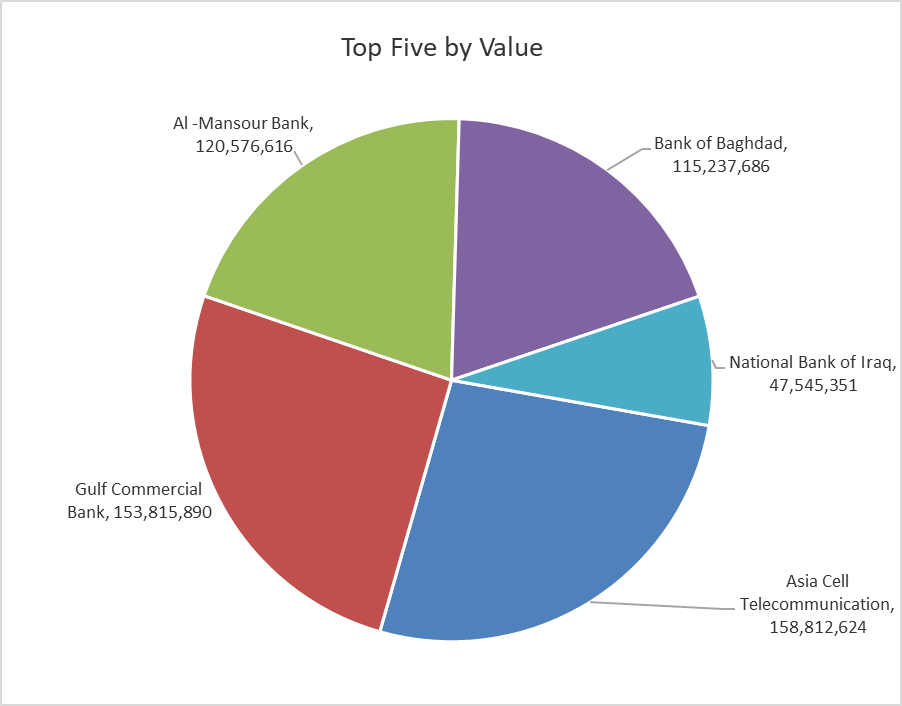 Top Five by Value
Al -Mansour Bank,
120,576,616
Bank of Baghdad,
115,237,686
National Bank of Iraq,
47,545,351
Gulf Commercial
Bank, 153,815,890
Asia Cell
Telecommunication,
158,812,624